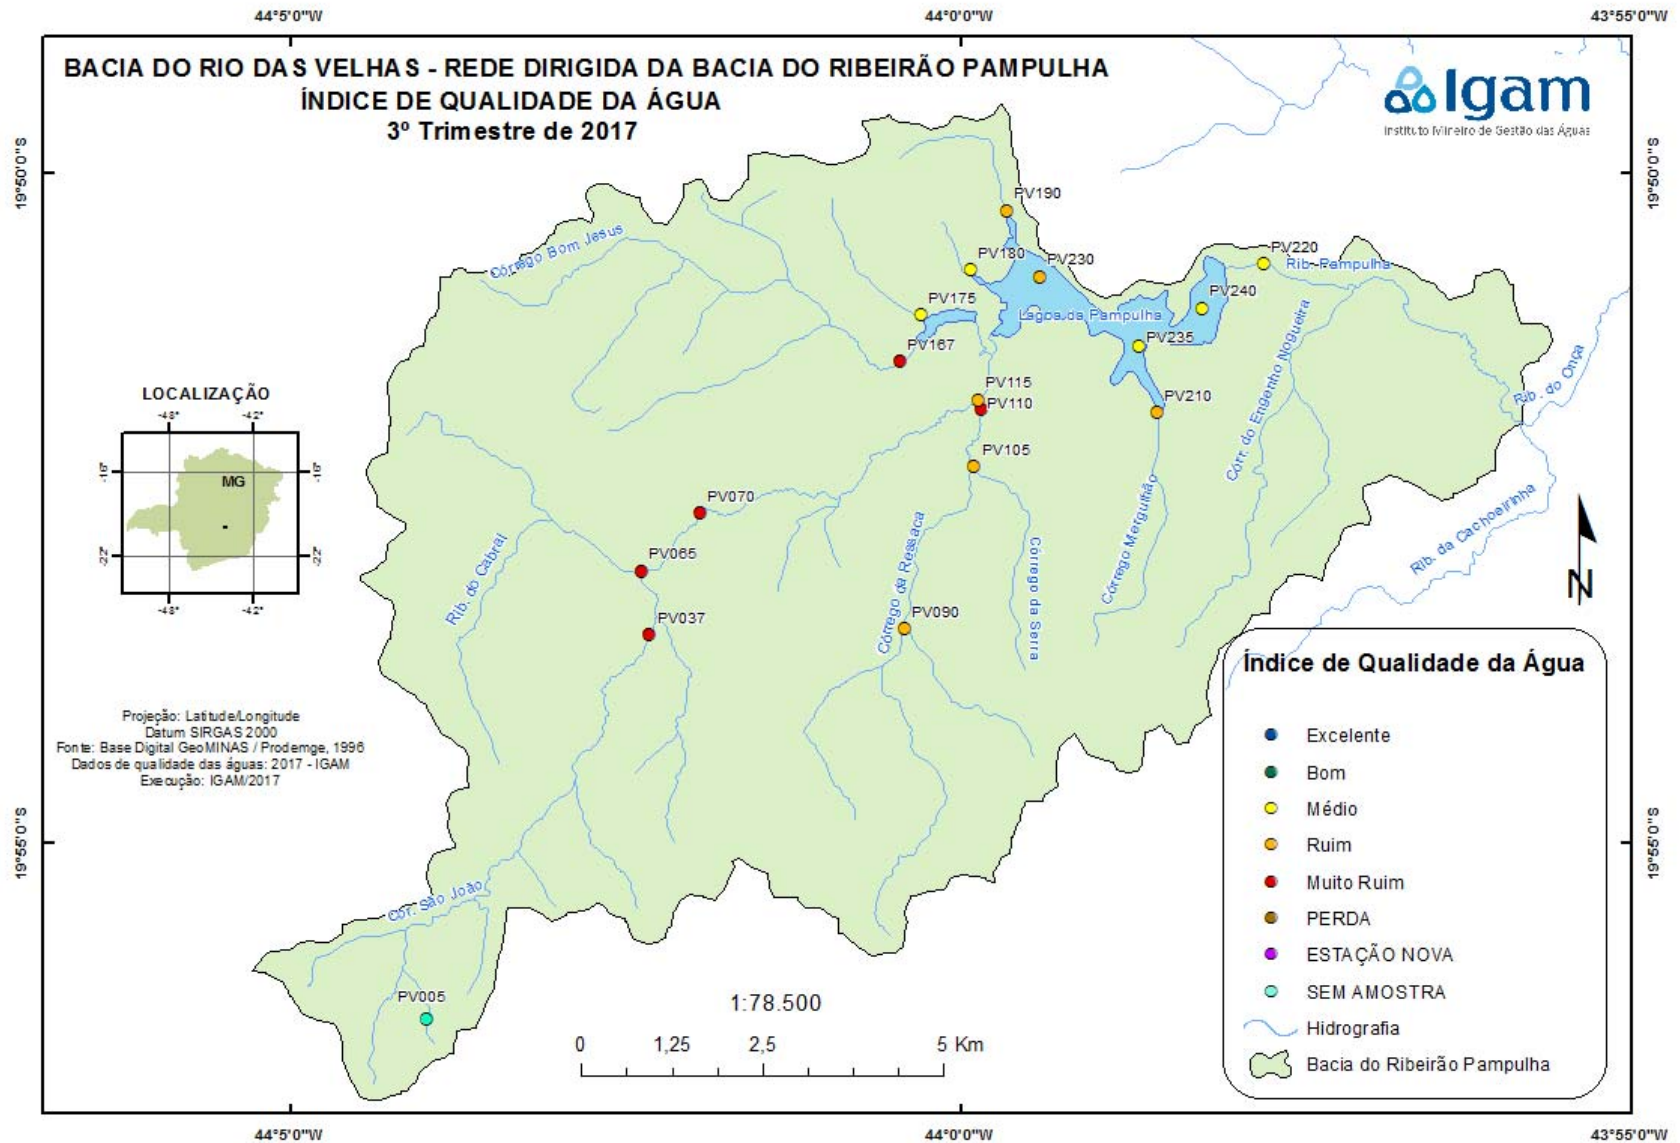 44°5'0"W
44°0'0"W
43°55'0"W
BACIA DO RIO DAS VELHAS - REDE DIRIGIDA DA BACIA DO RIBEIRÃO PAMPULHA
ÍNDICE DE QUALIDADE DA ÁGUA
3º Trimestre de 2017
Igam
Instituto Mineiro de Gestão das Águas
19°50'0"S
19°50'0"S
PV190
Córrego Bom Jesus
PV180
PV230
PV220
Rib. Pampulha
PV175
PV240
Lagoa da Pampulha
PV167
PV235
PV115
PV110
PV210
Córr. do Engenho Nogueira
Rib. do Onça
LOCALIZAÇÃO
-48°
-42°
-18°
-18°
MG
-22°
-22°
-48°
-42°
PV105
PV070
Córrego Mergulhão
Rib. da Cachoeirinha
PV065
Rib. do Cabral
Córrego da Ressaca
Córrego da Serra
PV037
PV090
N
Projeção: Latitude/Longitude
Datum SIRGAS 2000
Fonte: Base Digital GeoMINAS / Prodemge, 1996
Dados de qualidade das águas: 2017 - IGAM
Execução: IGAM/2017
Índice de Qualidade da Água
Excelente
Bom
Médio
Ruim
Muito Ruim
PERDA
ESTAÇÃO NOVA
SEM AMOSTRA
Hidrografia
Bacia do Ribeirão Pampulha
19°55'0"S
19°55'0"S
Cór. São João
PV005
1:78.500
0 1,25 2,5 5 Km
44°5'0"W
44°0'0"W
43°55'0"W